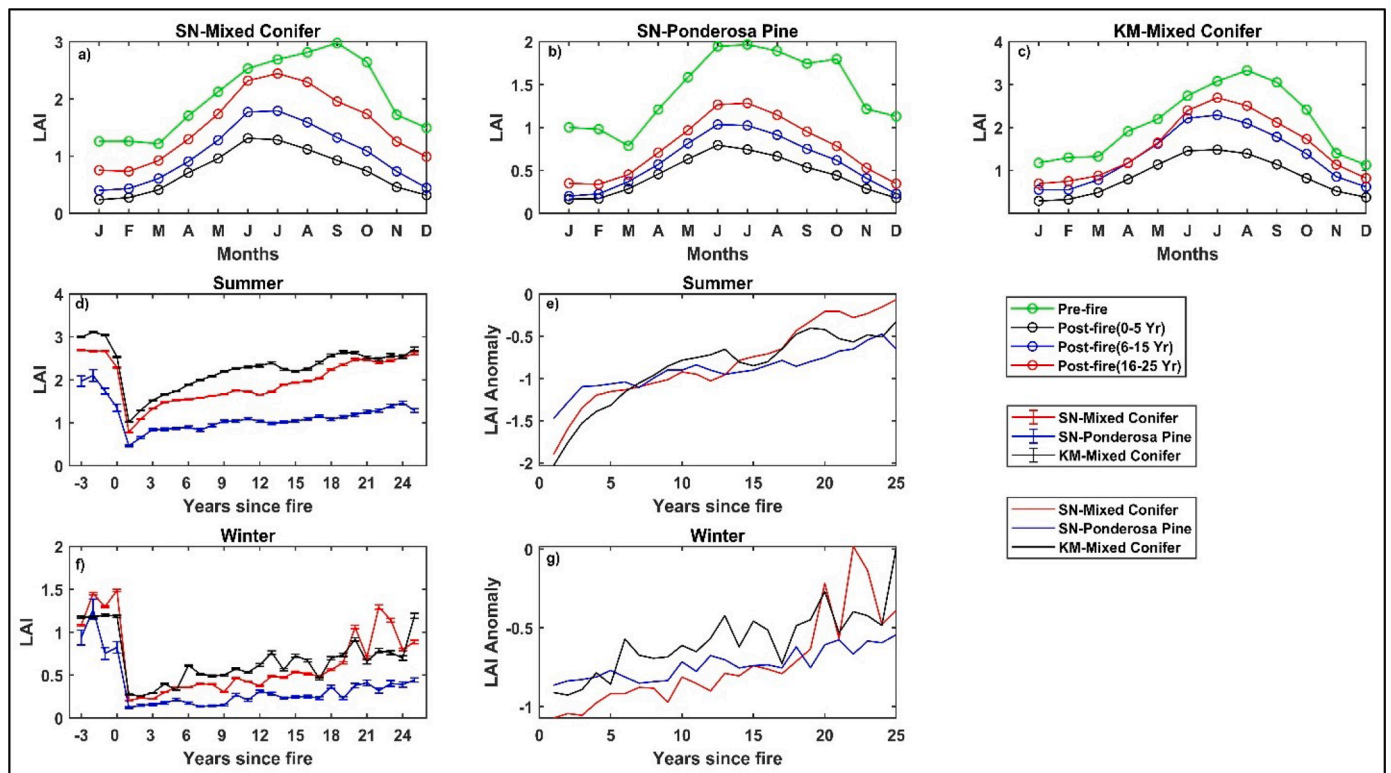 SN-Mixed Conifer
a)
3
2
1
0
LAI
J F M A M J J A S O N D
Months
SN-Ponderosa Pine
b)
2
1.5
1
0.5
0
LAI
J F M A M J J A S O N D
Months
KM-Mixed Conifer
c)
4
3
2
1
LAI
J F M A M J J A S O N D
Months
Summer
d)
4
3
2
1
0
LAI
-3 0 3 6 9 12 15 18 21 24
Years since fire
Summer
e)
-0
-0.5
-1
-1.5
-2
LAI Anomaly
0 5 10 15 20 25
Years since fire
Pre-fire
Post-fire(0-5 Yr)
Post-fire(6-15 Yr)
Post-fire(16-25 Yr)
SN-Mixed Conifer
SN-Ponderosa Pine
KM-Mixed Conifer
SN-Mixed Conifer
SN-Ponderosa Pine
KM-Mixed Conifer
Winter
f)
2
1.5
1
0.5
0
LAI
-3 0 3 6 9 12 15 18 21 24
Years since fire
Winter
g)
-0
-0.5
-1
LAI Anomaly
0 5 10 15 20 25
Years since fire